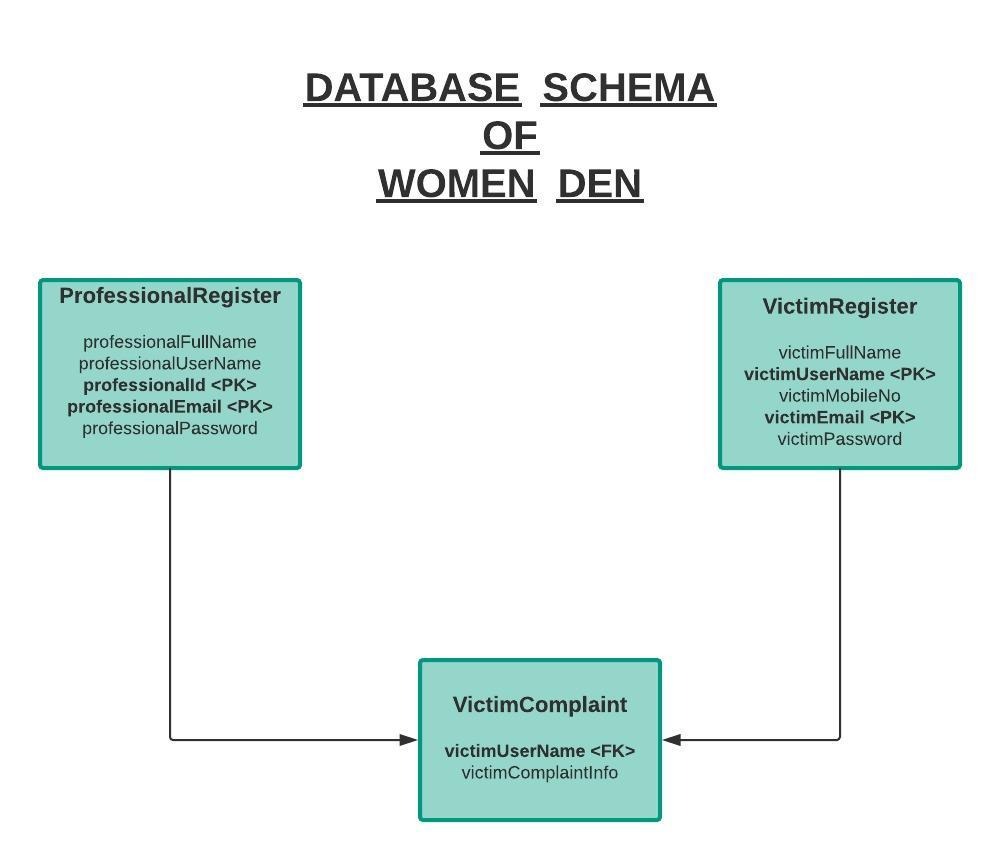 DATABASE SCHEMA
OF
WOMEN DEN
ProfessionalRegister
professionalFullName
professionalUserName
professionalId <PK>
professionalEmail <PK>
professionalPassword
VictimRegister
victimFullName
victimUserName <PK>
victimMobileNo
victimEmail <PK>
victimPassword
VictimComplaint
victimUserName <FK>
victimComplaintInfo